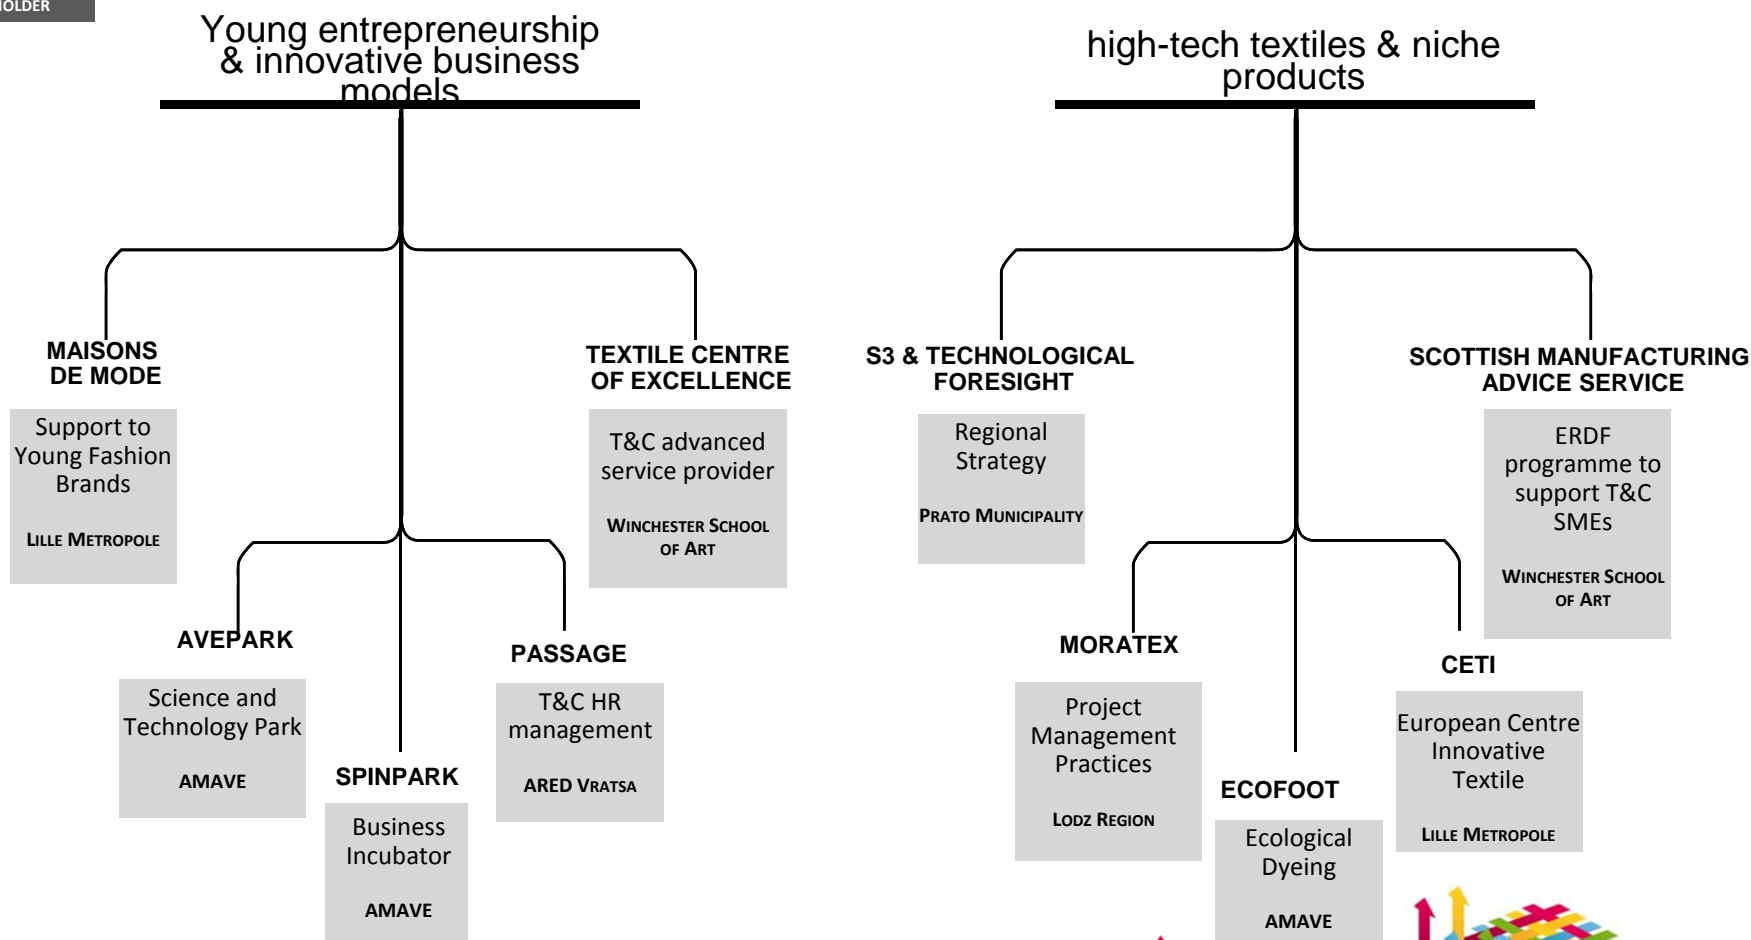 Young entrepreneurship
& innovative business
models
MAISONS
DE MODE
Support to
Young Fashion
Brands
LILLE METROPOLE
TEXTILE CENTRE
OF EXCELLENCE
T&C advanced
service provider
WINCHESTER SCHOOL
OF ART
AVEPARK
Science and
Technology Park
AMAVE
SPINPARK
Business
Incubator
AMAVE
PASSAGE
T&C HR
management
ARED VRATSA
high-tech textiles & niche
products
S3 & TECHNOLOGICAL
FORESIGHT
Regional
Strategy
PRATO MUNICIPALITY
SCOTTISH MANUFACTURING
ADVICE SERVICE
ERDF
programme to
support T&C
SMEs
WINCHESTER SCHOOL
OF ART
MORATEX
Project
Management
Practices
LODZ REGION
ECOFOOT
Ecological
Dyeing
AMAVE
CETI
European Centre
Innovative
Textile
LILLE METROPOLE